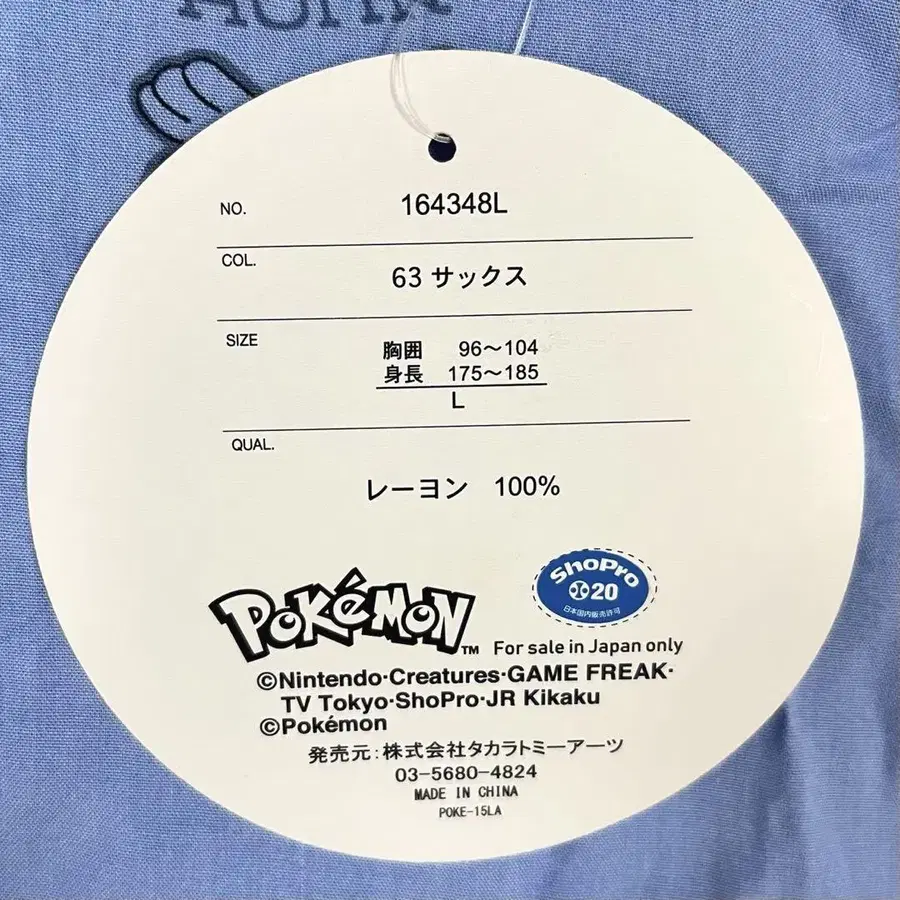 NO. 164348L
COL. 63 サックス
SIZE
胸囲 96～104
身長 175～185
L
QUAL.
レーヨン 100%
ShoPro
20
日本国内販売許可
POKéMON™ For sale in Japan only
©Nintendo·Creatures·GAME FREAK·
TV Tokyo·ShoPro·JR Kikaku
©Pokémon
発売元:株式会社タカラトミーアーツ
03-5680-4824
MADE IN CHINA
POKE-15LA